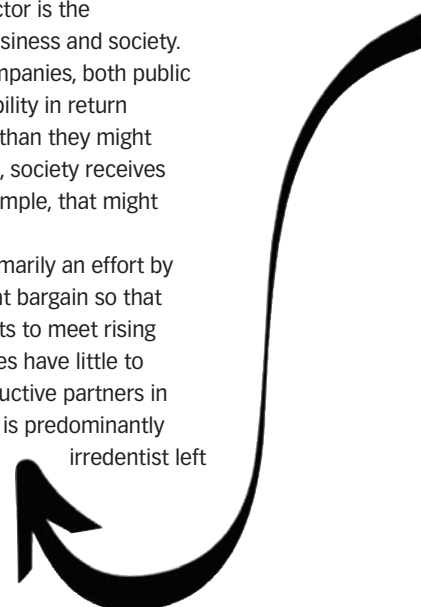 ctor is the
siness and society.
mpanies, both public
bility in return
than they might
, society receives
mple, that might
marily an effort by
at bargain so that
ts to meet rising
es have little to
uctive partners in
is predominantly
irredentist left